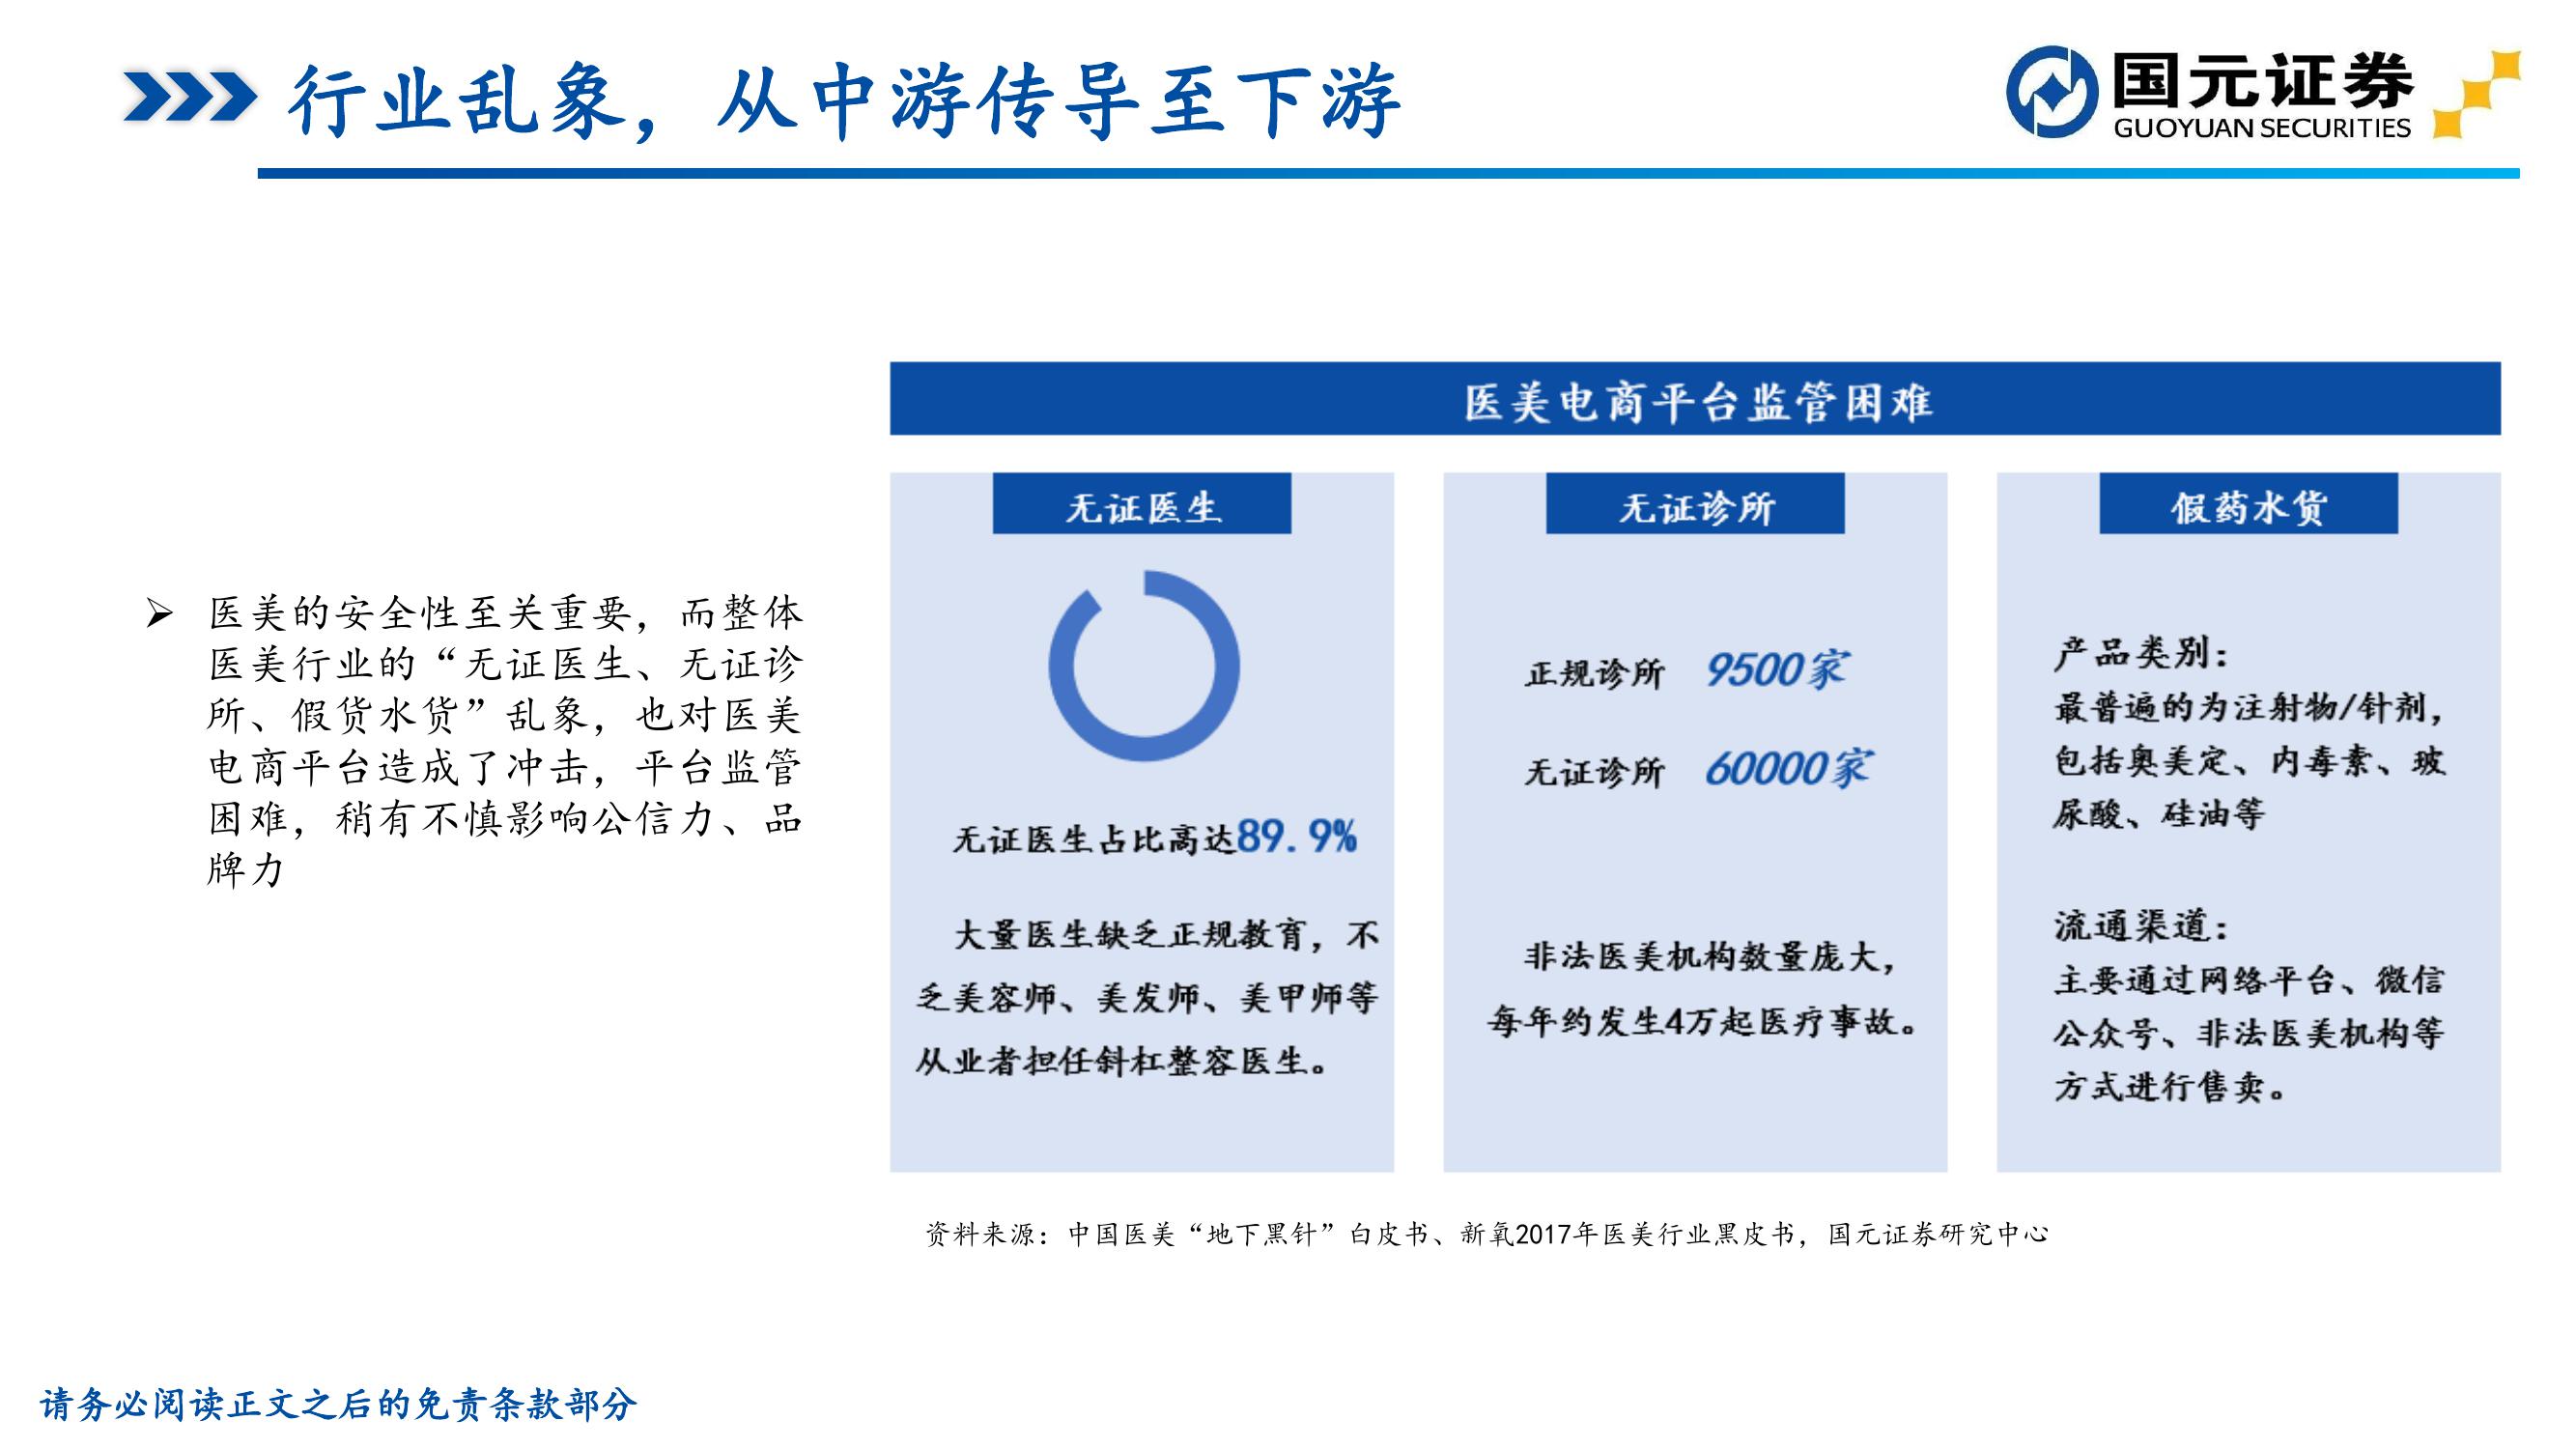 行业乱象，从中游传导至下游
国元证券
GUOYUAN SECURITIES
医美的安全性至关重要，而整体
医美行业的“无证医生、无证诊
所、假货水货”乱象，也对医美
电商平台造成了冲击，平台监管
困难，稍有不慎影响公信力、品
牌力
医美电商平台监管困难
无证医生
无证医生占比高达89.9%
大量医生缺乏正规教育，不
乏美容师、美发师、美甲师等
从业者担任斜杠整容医生。
无证诊所
正规诊所 9500家
无证诊所 60000家
非法医美机构数量庞大，
每年约发生4万起医疗事故。
假药水货
产品类别：
最普遍的为注射物/针剂，
包括奥美定、内毒素、玻
尿酸、硅油等
流通渠道：
主要通过网络平台、微信
公众号、非法医美机构等
方式进行售卖。
资料来源：中国医美“地下黑针”白皮书、新氧2017年医美行业黑皮书，国元证券研究中心
请务必阅读正文之后的免责条款部分